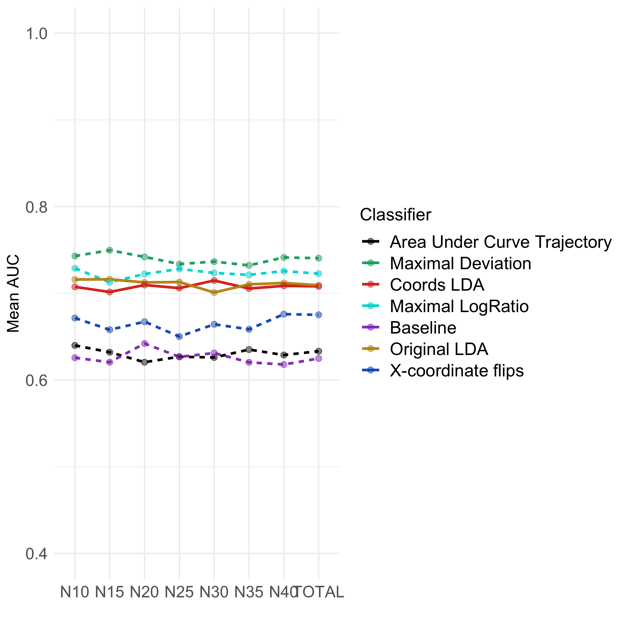 1.0
0.8
0.6
0.4
Mean AUC
N10 N15 N20 N25 N30 N35 N40 TOTAL
Classifier
Area Under Curve Trajectory
Maximal Deviation
Coords LDA
Maximal LogRatio
Baseline
Original LDA
X-coordinate flips